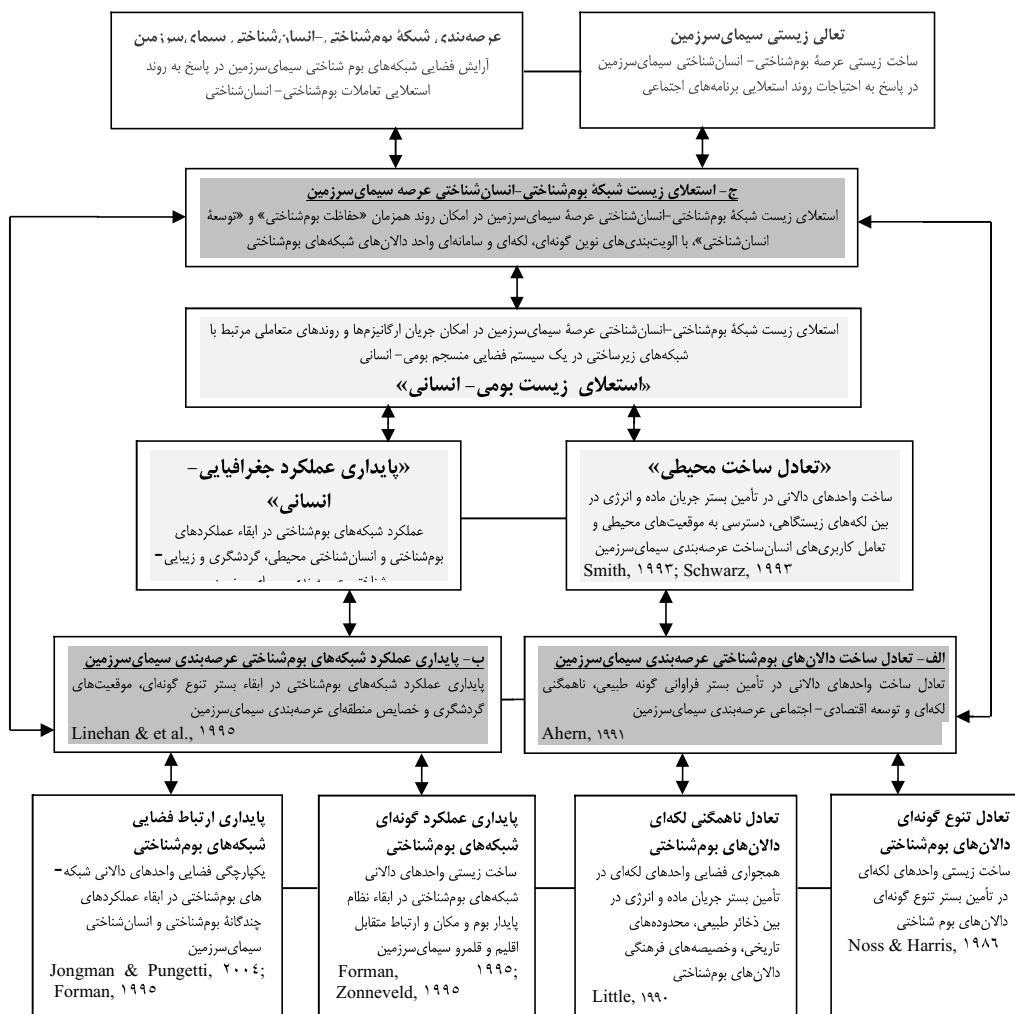 تعالی زیستی سیمای‌سرزمین
ساخت زیستی عرصهٔ بوم‌شناختی- انسان‌شناختی سیمای‌سرزمین
در پاسخ به احتیاجات روند استعلایی برنامه‌های اجتماعی
عرصه‌بندی شبکهٔ بوم‌شناختی-انسان‌شناختی سیمای‌سرزمین
آرایش فضایی شبکه‌های بوم شناختی سیمای‌سرزمین در پاسخ به روند
استعلایی تعاملات بوم‌شناختی-انسان‌شناختی
ج- استعلای زیست شبکهٔ بوم‌شناختی-انسان‌شناختی عرصه سیمای‌سرزمین
استعلای زیست شبکهٔ بوم‌شناختی-انسان‌شناختی عرصهٔ سیمای‌سرزمین در امکان روند همزمان «حفاظت بوم‌شناختی» و «توسعهٔ
انسان‌شناختی»، با الویت‌بندی‌های نوین گونه‌ای، لکه‌ای و سامانه‌ای واحد دالان‌های شبکه‌های بوم‌شناختی
استعلای زیست شبکهٔ بوم‌شناختی-انسان‌شناختی عرصهٔ سیمای‌سرزمین در امکان جریان ارگانیزم‌ها و روندهای متعاملی مرتبط با
شبکه‌های زیرساختی در یک سیستم فضایی منسجم بومی- انسانی
«استعلای زیست بومی- انسانی»
«تعادل ساخت محیطی»
ساخت واحدهای دالانی در تأمین بستر جریان ماده و انرژی در
بین لکه‌های زیستگاهی، دسترسی به موقعیت‌های محیطی و
تعامل کاربری‌های انسان‌ساخت عرصه‌بندی سیمای‌سرزمین
Smith, ۱۹۹۳; Schwarz, ۱۹۹۳
«پایداری عملکرد جغرافیایی-
انسانی»
عملکرد شبکه‌های بوم‌شناختی در ابقاء عملکردهای
بوم‌شناختی و انسان‌شناختی محیطی، گردشگری و زیبایی-
الف- تعادل ساخت دالان‌های بوم‌شناختی عرصه‌بندی سیمای‌سرزمین
تعادل ساخت واحدهای دالانی در تأمین بستر فراوانی گونه طبیعی، ناهمگنی
لکه‌ای و توسعه اقتصادی- اجتماعی عرصه‌بندی سیمای‌سرزمین
Ahern, ۱۹۹۱
ب- پایداری عملکرد شبکه‌های بوم‌شناختی عرصه‌بندی سیمای‌سرزمین
پایداری عملکرد شبکه‌های بوم‌شناختی در ابقاء بستر تنوع گونه‌ای، موقعیت‌های
گردشگری و خصایص منطقه‌ای عرصه‌بندی سیمای‌سرزمین
Linehan & et al., ۱۹۹۵
تعادل تنوع گونه‌ای
دالان‌های بوم‌شناختی
ساخت زیستی واحدهای لکه‌ای
در تأمین بستر تنوع گونه‌ای
دالان‌های بوم شناختی
Noss & Harris, ۱۹۸۶
تعادل ناهمگنی لکه‌ای
دالان‌های بوم‌شناختی
همجواری فضایی واحدهای لکه‌ای در
تأمین بستر جریان ماده و انرژی در
بین ذخائر طبیعی، محدوده‌های
تاریخی، وخصیصه‌های فرهنگی
دالان‌های بوم‌شناختی
Little, ۱۹۹۰
پایداری عملکرد گونه‌ای
شبکه‌های بوم‌شناختی
ساخت زیستی واحدهای دالانی
شبکه‌های بوم‌شناختی در ابقاء نظام
پایدار بوم و مکان و ارتباط متقابل
اقلیم و قلمرو سیمای‌سرزمین
Forman, ۱۹۹۵;
Zonneveld, ۱۹۹۵
پایداری ارتباط فضایی
شبکه‌های بوم‌شناختی
یکپارچگی فضایی واحدهای دالانی شبکه-
های بوم‌شناختی در ابقاء عملکردهای
چندگانهٔ بوم‌شناختی و انسان‌شناختی
سیمای‌سرزمین
Jongman & Pungetti, ۲۰۰۴;
Forman, ۱۹۹۵